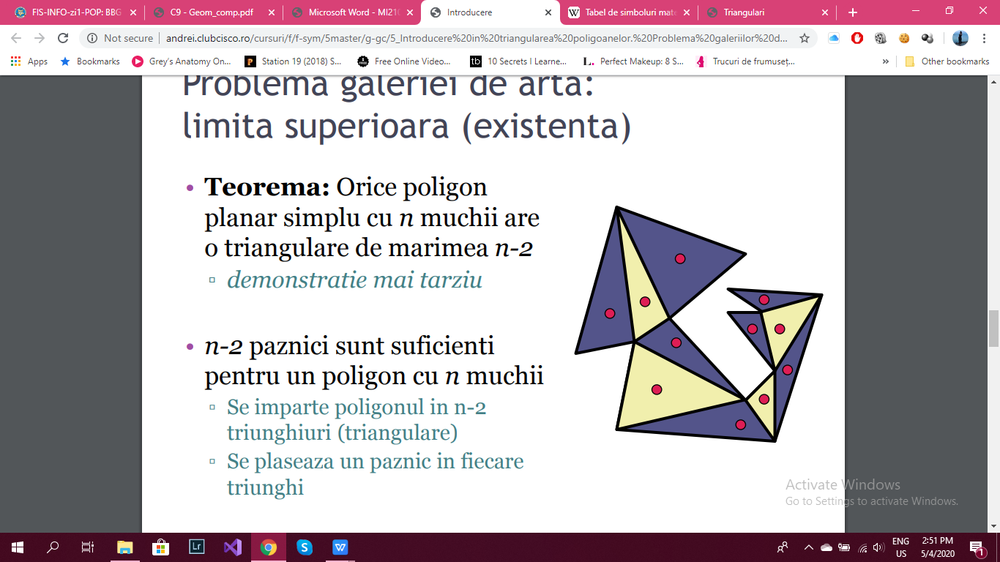 FIS-INFO-zi1-POP: BBG
C9 - Geom_comp.pdf
Microsoft Word - MI210
Introducere
Tabel de simboluri mate
Triangulari
Not secure
andrei.clubcisco.ro/cursuri/f/f-sym/5master/g-gc/5_Introducere%20in%20triangularea%20poligoanelor.%20Problema%20galeriilor%20d...
Apps
Bookmarks
Grey's Anatomy On...
Station 19 (2018) S...
Free Online Video...
10 Secrets I Learne...
Perfect Makeup: 8 S...
Trucuri de frumuseț...
»
Other bookmarks
Problema galeriei de arta:
limita superioara (existenta)
• Teorema: Orice poligon
planar simplu cu n muchii are
o triangulare de marimea n-2
▫ demonstratie mai tarziu
• n-2 paznici sunt suficienti
pentru un poligon cu n muchii
▫ Se imparte poligonul in n-2
triunghiuri (triangulare)
▫ Se plaseaza un paznic in fiecare
triunghi
Activate Windows
Go to Settings to activate Windows.
ENG
US
2:51 PM
5/4/2020